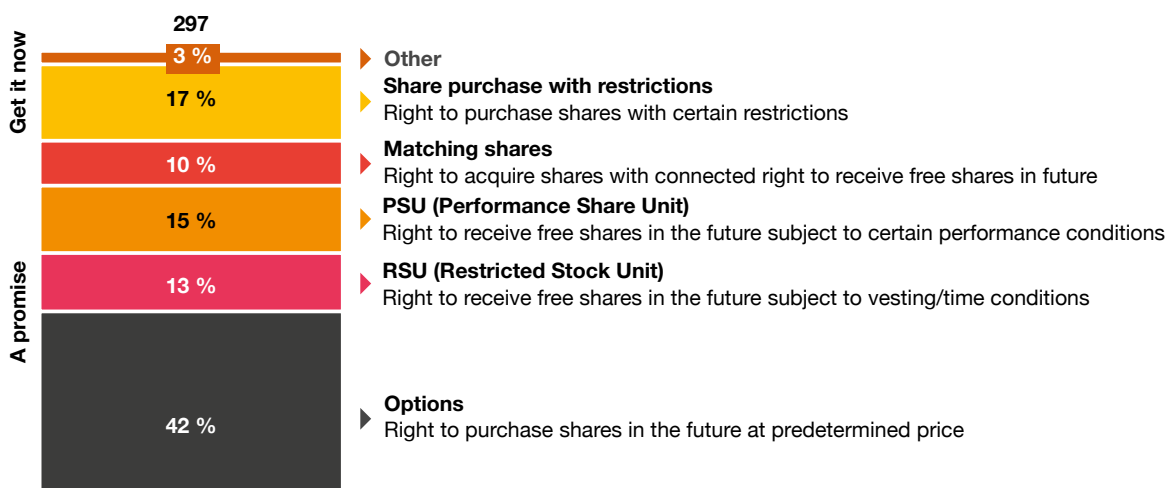 297
Get it now
A promise
3 %
Other
17 %
Share purchase with restrictions
Right to purchase shares with certain restrictions
10 %
Matching shares
Right to acquire shares with connected right to receive free shares in future
15 %
PSU (Performance Share Unit)
Right to receive free shares in the future subject to certain performance conditions
13 %
RSU (Restricted Stock Unit)
Right to receive free shares in the future subject to vesting/time conditions
42 %
Options
Right to purchase shares in the future at predetermined price